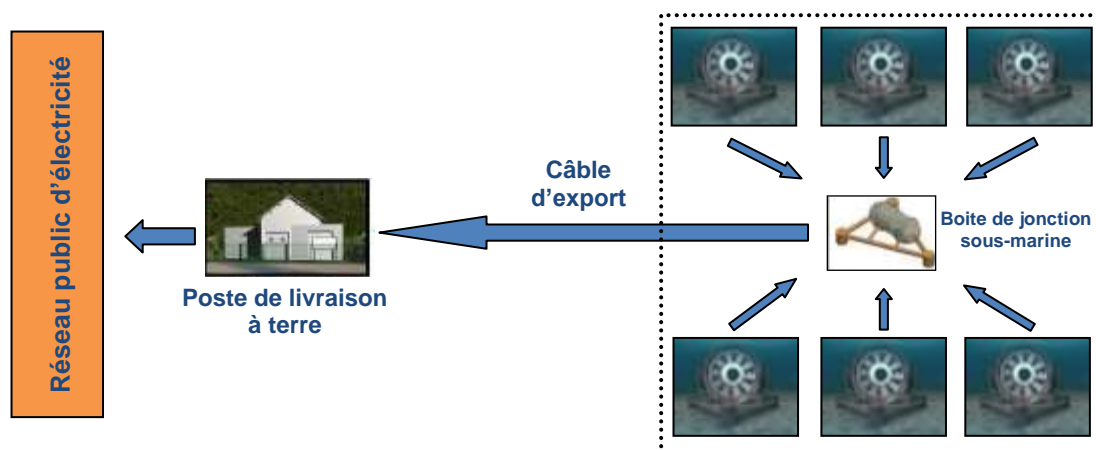 Réseau public d'électricité
Câble
d'export
Boite de jonction
sous-marine
Poste de livraison
à terre